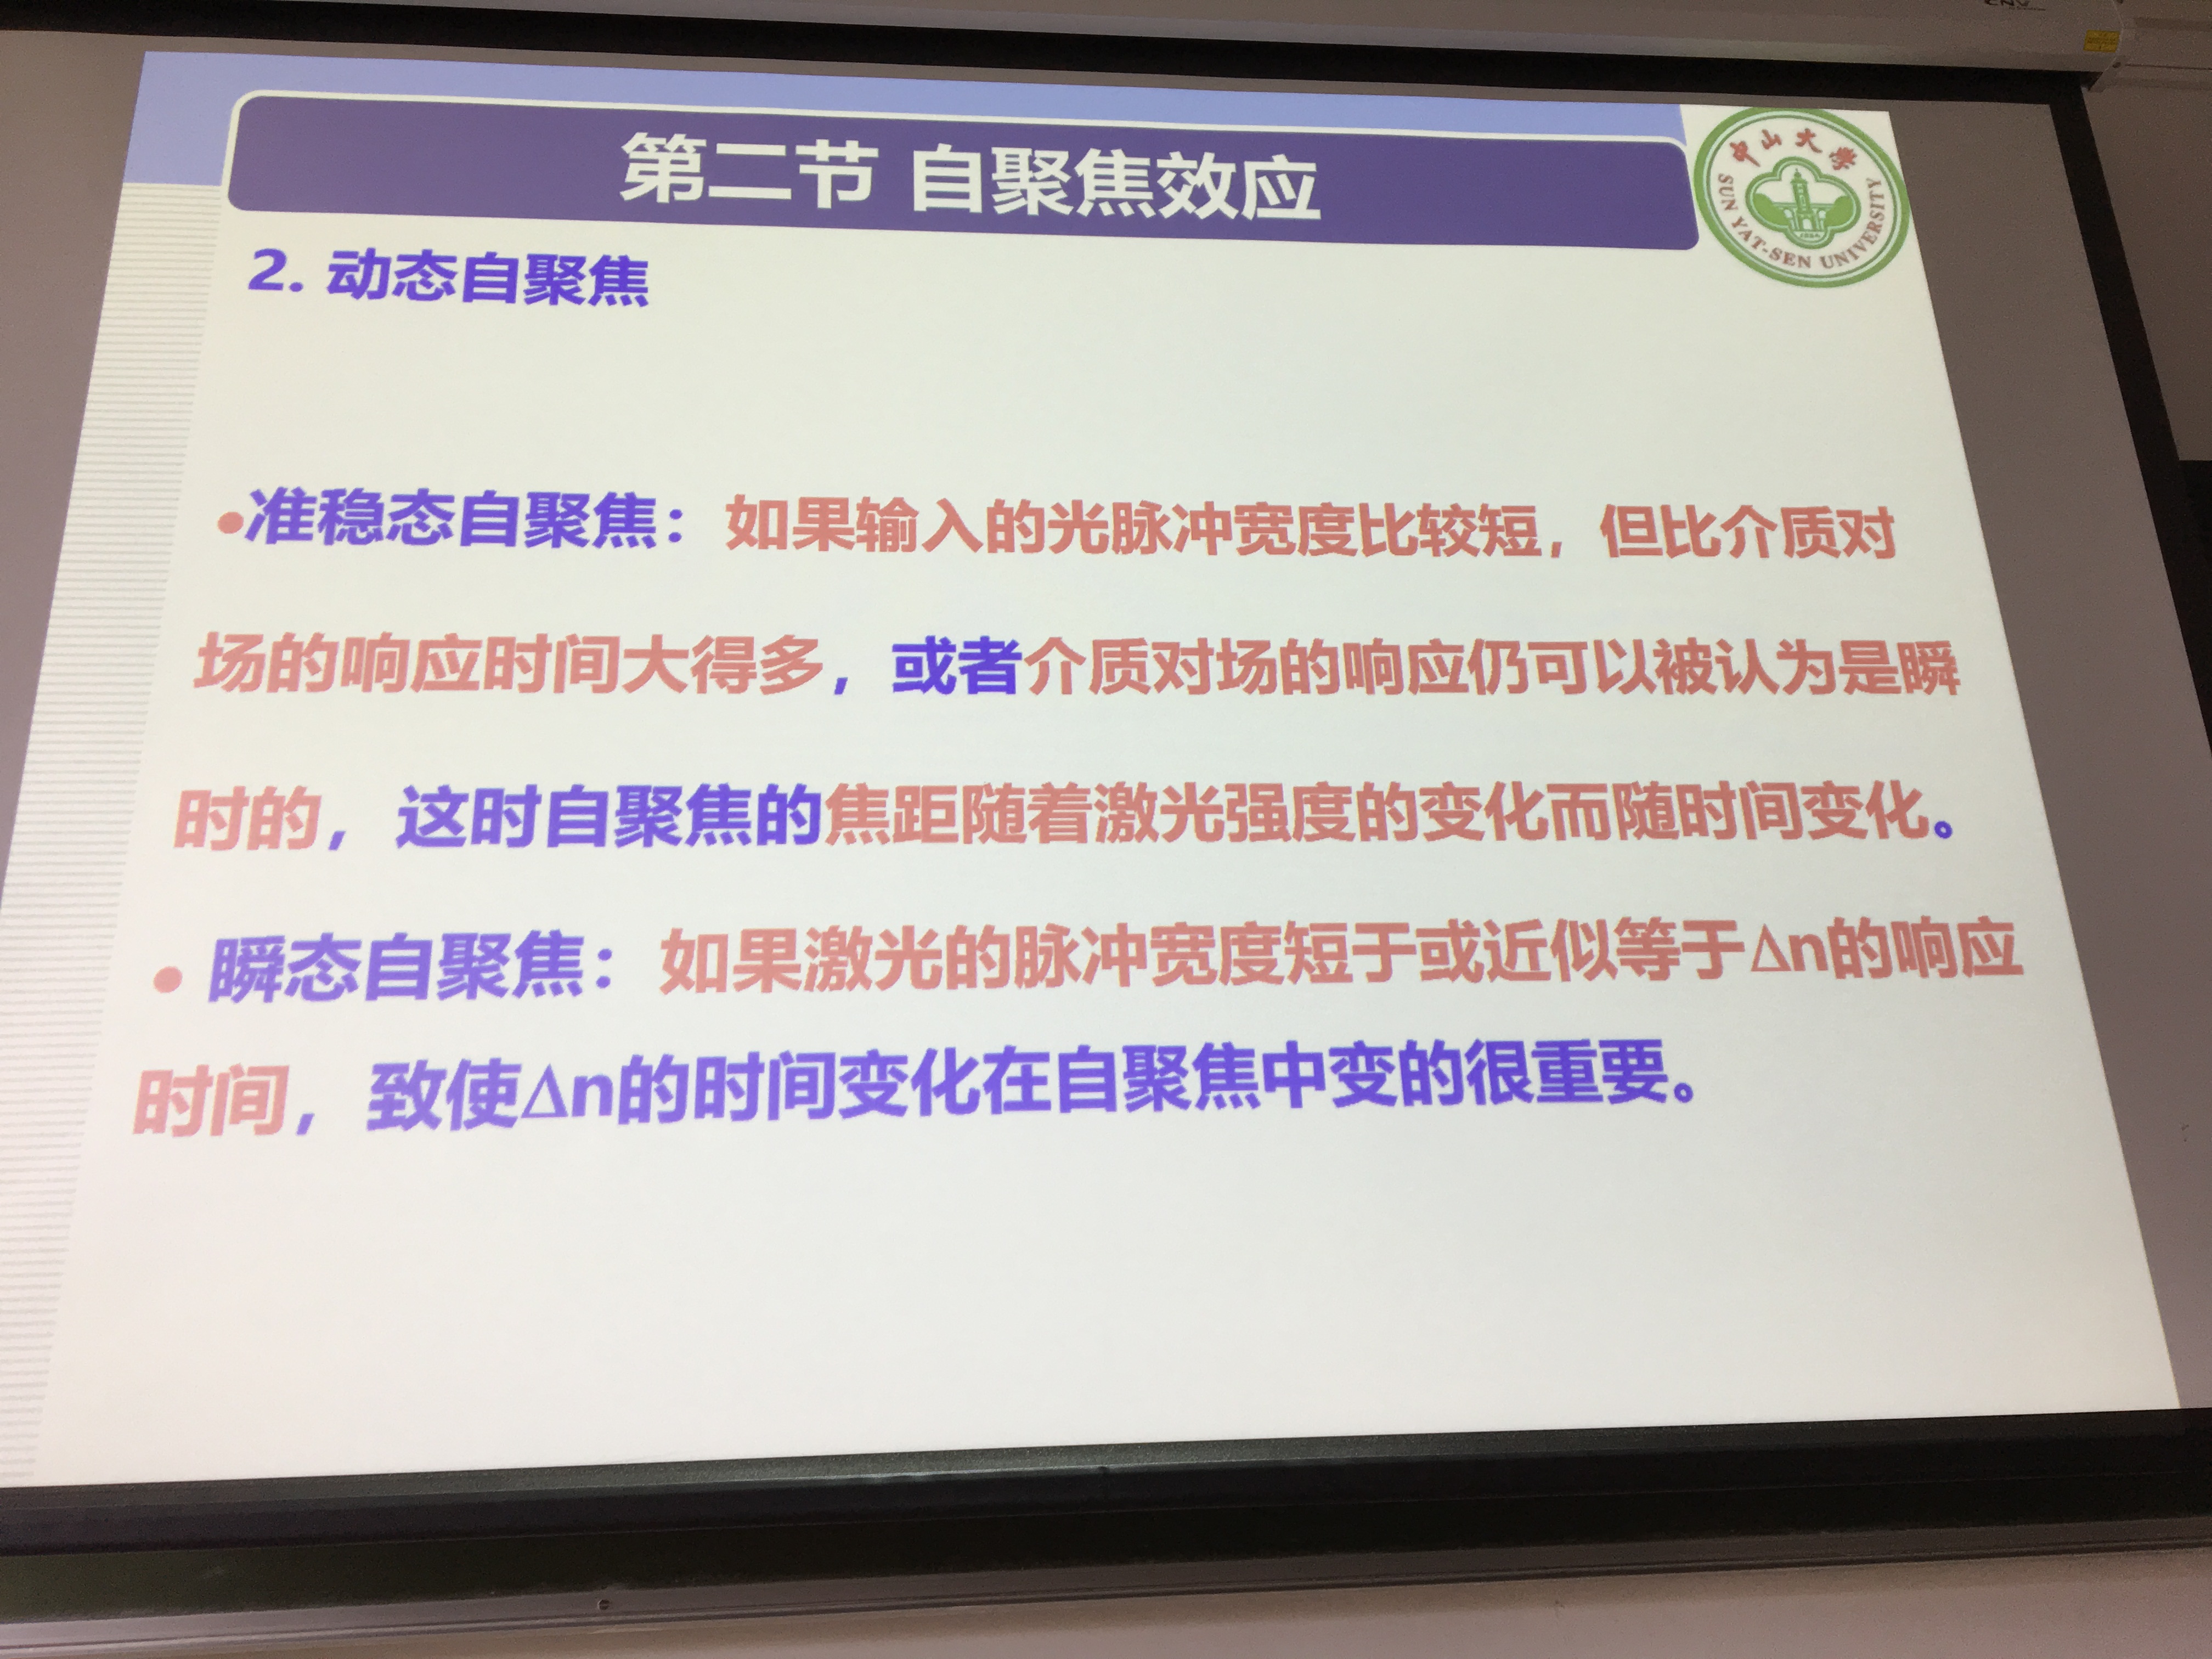 第二节 自聚焦效应
中山大学
SUN YAT-SEN UNIVERSITY
2. 动态自聚焦
•准稳态自聚焦：如果输入的光脉冲宽度比较短，但比介质对
场的响应时间大得多，或者介质对场的响应仍可以被认为是瞬
时的，这时自聚焦的焦距随着激光强度的变化而随时间变化。
• 瞬态自聚焦：如果激光的脉冲宽度短于或近似等于Δn的响应
时间，致使Δn的时间变化在自聚焦中变的很重要。